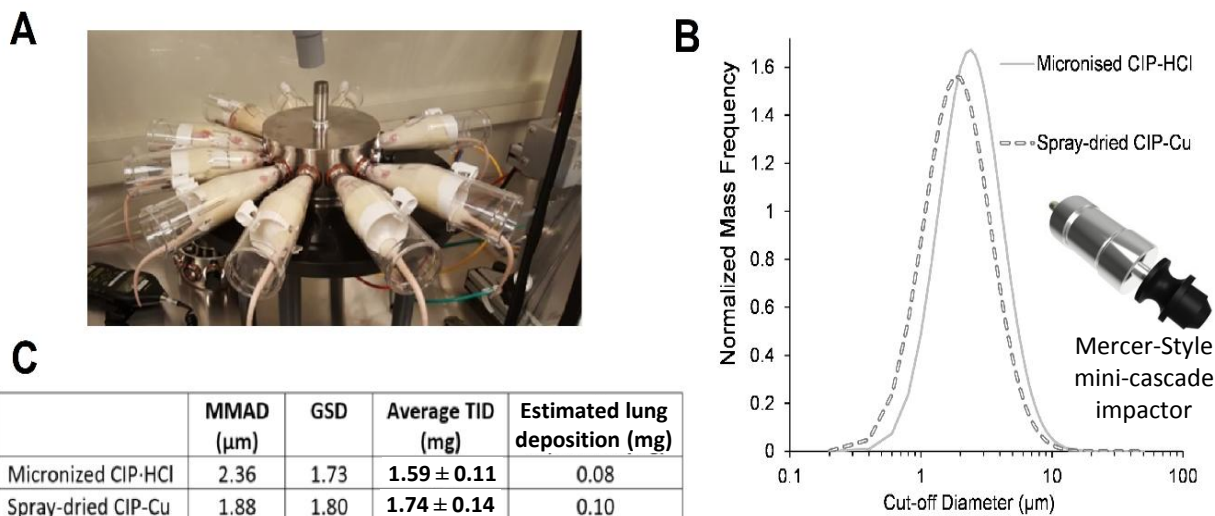 A
B
1.6
1.4
1.2
1
0.8
0.6
0.4
0.2
0
Normalized Mass Frequency
Micronised CIP-HCl
Spray-dried CIP-Cu
Mercer-Style
mini-cascade
impactor
0.1 1 10 100
Cut-off Diameter (µm)
C
MMAD (µm) GSD Average TID (mg) Estimated lung deposition (mg)
Micronized CIP·HCl 2.36 1.73 1.59 ± 0.11 0.08
Spray-dried CIP-Cu 1.88 1.80 1.74 ± 0.14 0.10